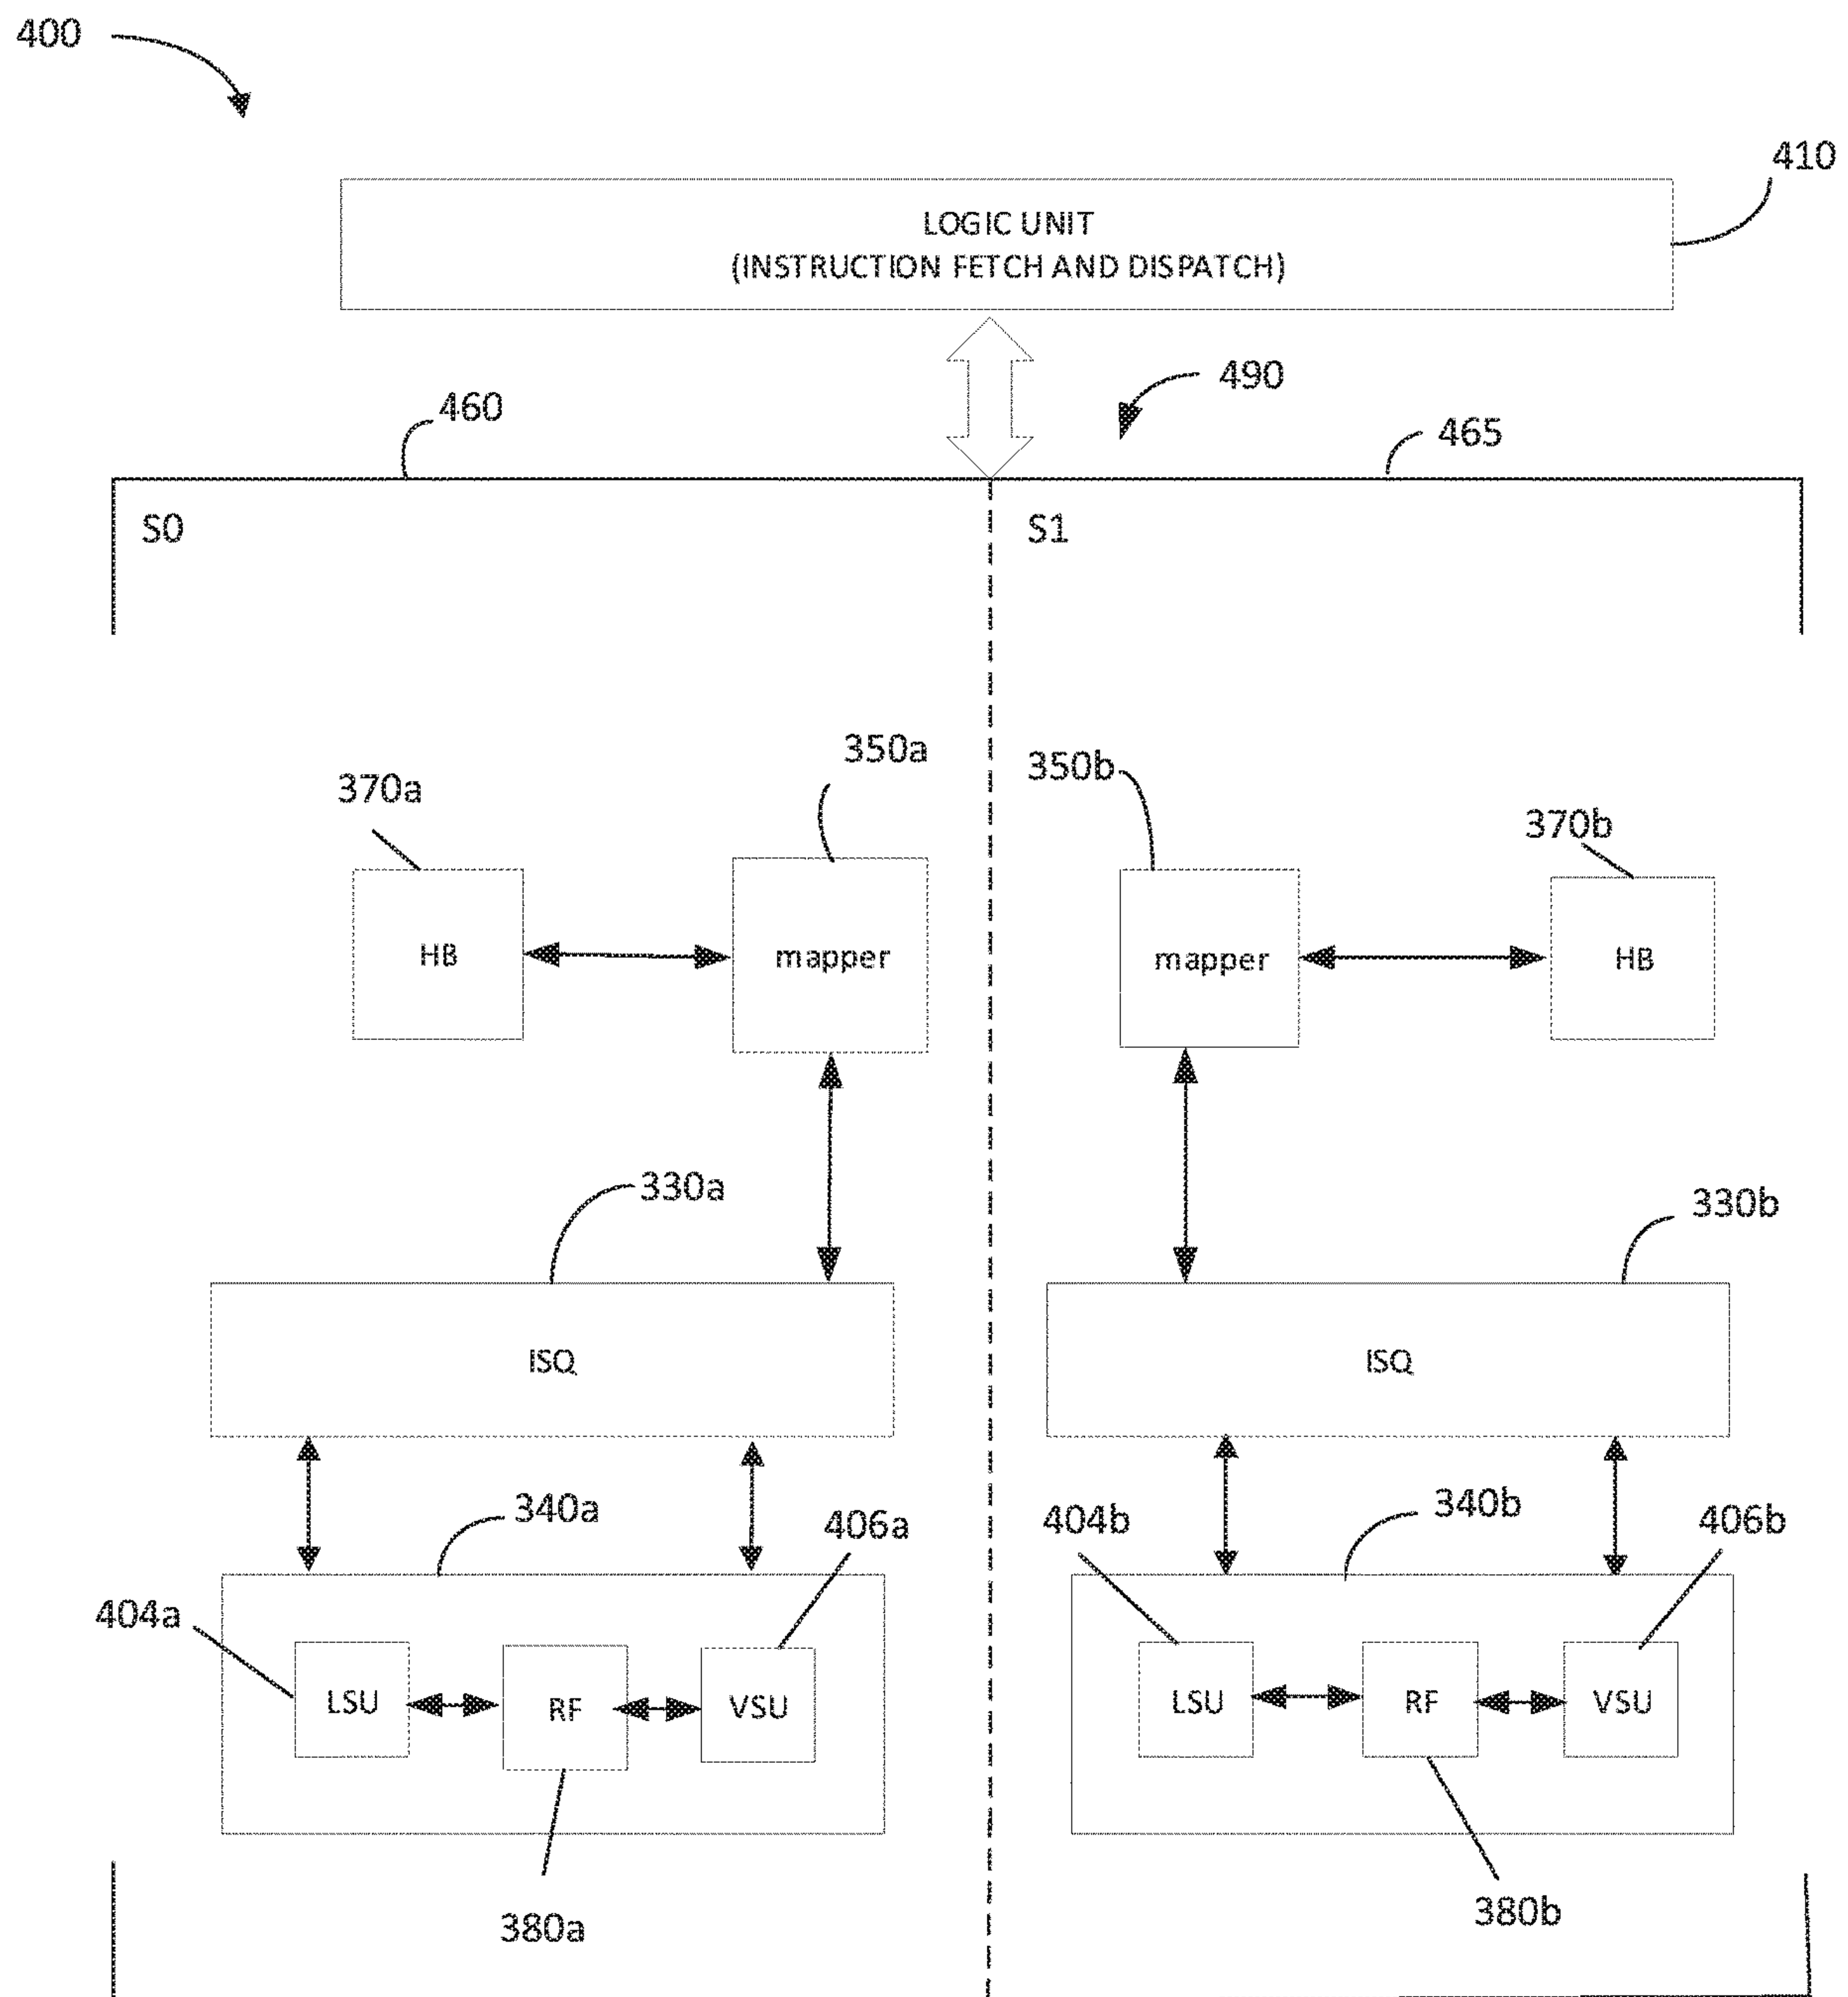 400
410
LOGIC UNIT
(INSTRUCTION FETCH AND DISPATCH)
490
460
465
S0
S1
350a
350b
370a
370b
HB
mapper
mapper
HB
330a
330b
ISQ
ISQ
340a
340b
406a
404b
406b
404a
LSU
RF
VSU
LSU
RF
VSU
380a
380b